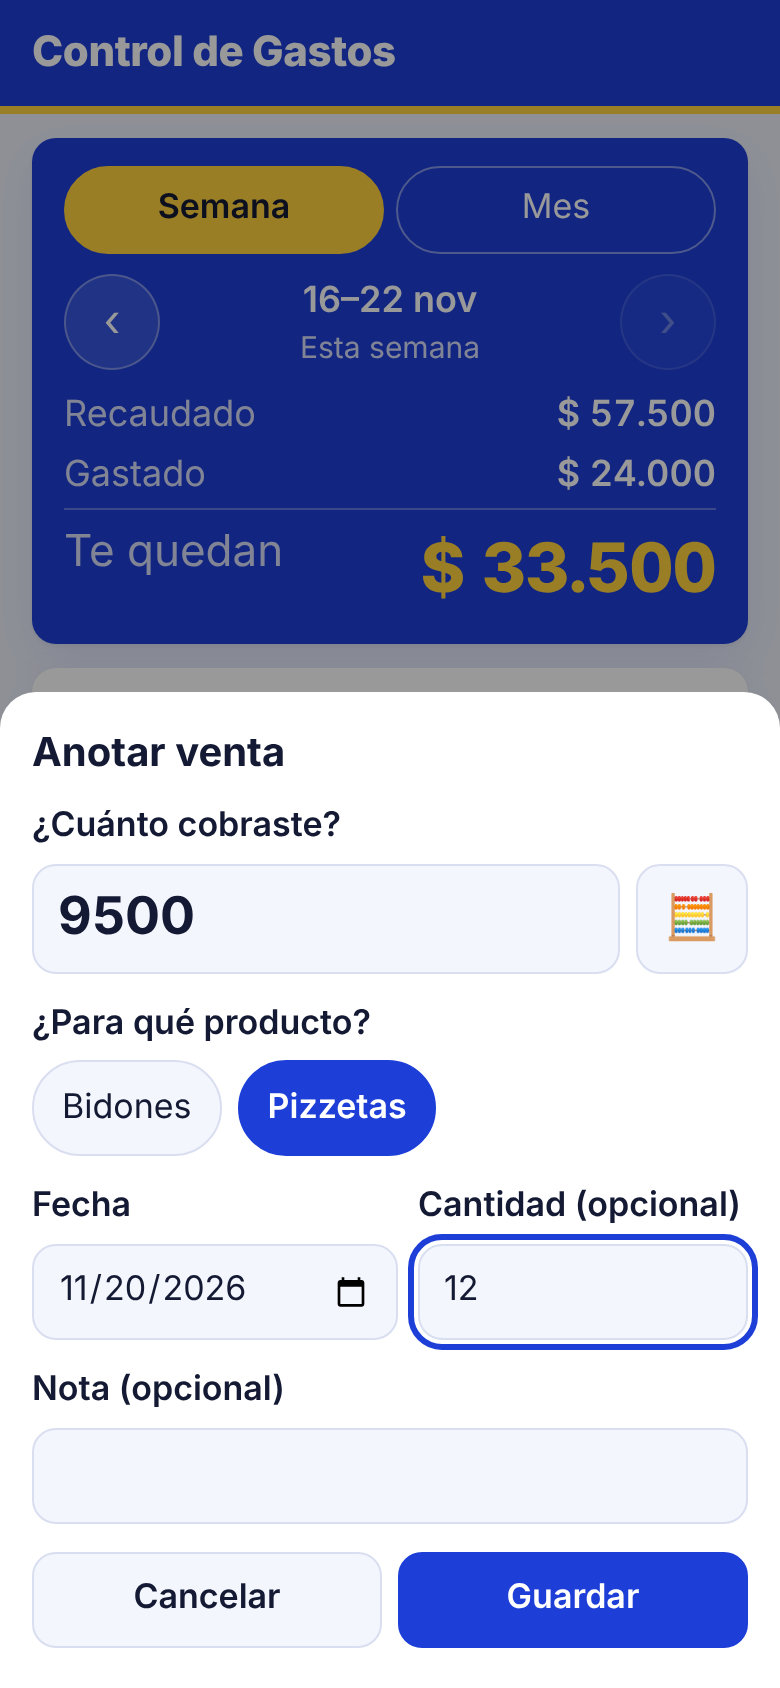 Control de Gastos
Semana
Mes
‹
16–22 nov
›
Esta semana
Recaudado
$ 57.500
Gastado
$ 24.000
Te quedan
$ 33.500
Anotar venta
¿Cuánto cobraste?
9500
¿Para qué producto?
Bidones
Pizzetas
Fecha
Cantidad (opcional)
11/20/2026
12
Nota (opcional)
Cancelar
Guardar